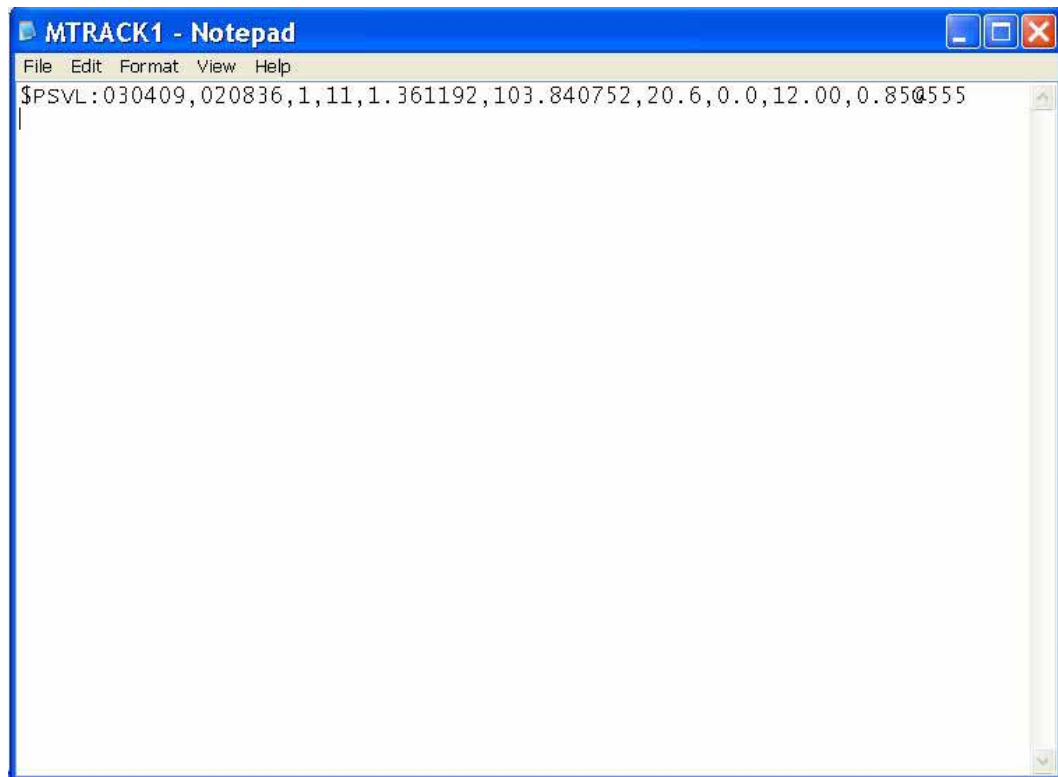 MTRACK1 - Notepad
File Edit Format View Help
$PSVL:030409,020836,1,11,1.361192,103.840752,20.6,0.0,12.00,0.85@555